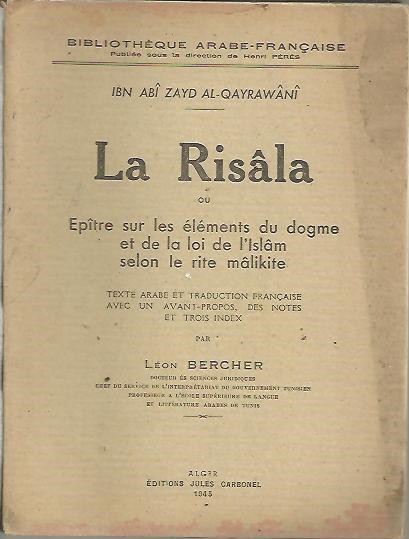 BIBLIOTHÈQUE ARABE-FRANÇAISE
Publiée sous la direction de Henri PÉRÈS
IBN ABÎ ZAYD AL-QAYRAWÂNÎ
La Risâla
OU
Epître sur les éléments du dogme
et de la loi de l'Islâm
selon le rite mâlikite
TEXTE ARABE ET TRADUCTION FRANÇAISE
AVEC UN AVANT-PROPOS, DES NOTES
ET TROIS INDEX
PAR
LÉON BERCHER
DOCTEUR ÈS SCIENCES JURIDIQUES
CHEF DU SERVICE DE L'INTERPRÉTARIAT DU GOUVERNEMENT TUNISIEN
PROFESSEUR A L'ÉCOLE SUPÉRIEURE DE LANGUE
ET LITTÉRATURE ARABES DE TUNIS
ALGER
ÉDITIONS JULES CARBONEL
1945